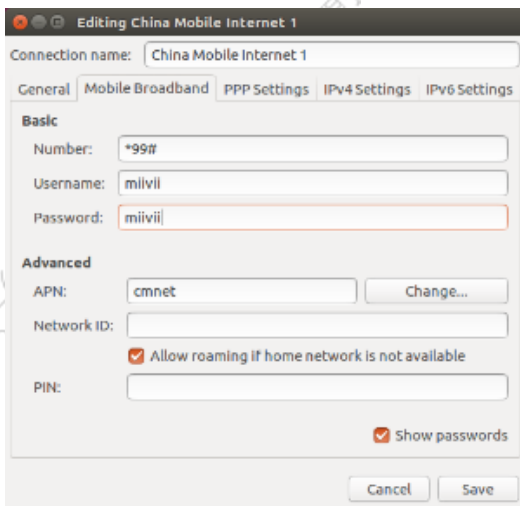 Editing China Mobile Internet 1
Connection name: China Mobile Internet 1
General Mobile Broadband PPP Settings IPv4 Settings IPv6 Settings
Basic
Number: *99#
Username: miivii
Password: miivii
Advanced
APN: cmnet Change...
Network ID:
Allow roaming if home network is not available
PIN:
Show passwords
Cancel Save